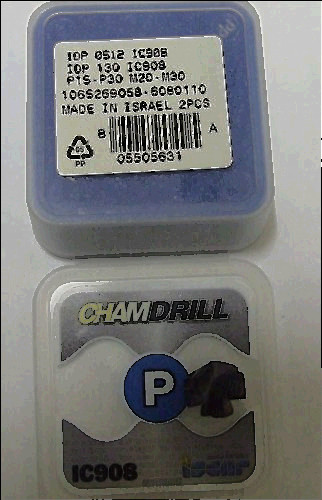 IDP 0512 IC908
IDP 130 IC908
P15-P30 M20-M30
1065269058-6080110
MADE IN ISRAEL 2PCS
B A
05505631
05
PP
CHAMDRILL
P
IC908
iscar